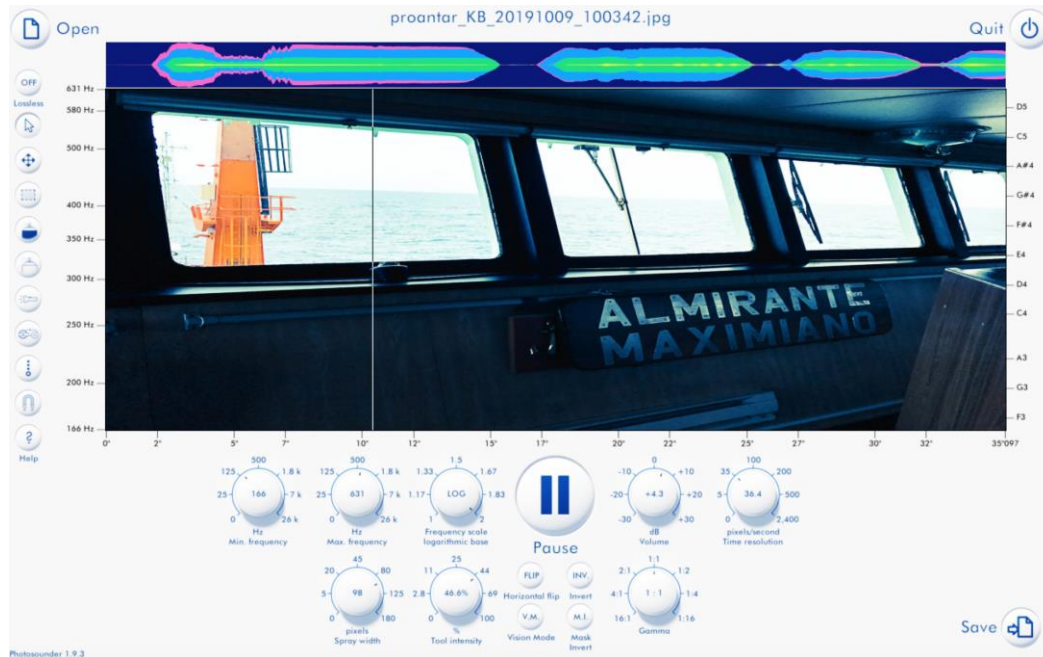 proantar_KB_20191009_100342.jpg
Open
Quit
OFF
Lossless
631 Hz
580 Hz
500 Hz
400 Hz
350 Hz
300 Hz
250 Hz
200 Hz
166 Hz
D5
C5
A#4
G#4
F#4
E4
D4
C4
A3
G3
F3
ALMIRANTE
MAXIMIANO
?
Help
0" 2" 5" 7" 10" 12" 15" 17" 20" 22" 25" 27" 30" 32" 35"097
0 25 125 500 1.8 k 7 k 26 k
166
Hz
Min. frequency
0 25 125 500 1.8 k 7 k 26 k
631
Hz
Max. frequency
1 1.17 1.33 1.5 1.67 1.83 2
LOG
Frequency scale
logarithmic base
Pause
-30 -20 -10 0 +10 +20 +30
+4.3
dB
Volume
0 5 35 100 200 500 2,400
36.4
pixels/second
Time resolution
0 5 20 45 80 125 180
98
pixels
Spray width
0 2.8 11 25 44 69 100
46.6%
%
Tool intensity
FLIP
Horizontal flip
INV
Invert
V.M.
Vision Mode
M.I.
Mask
Invert
16:1 4:1 2:1 1:1 1:2 1:4 1:16
1 : 1
Gamma
Save
Photosounder 1.9.3